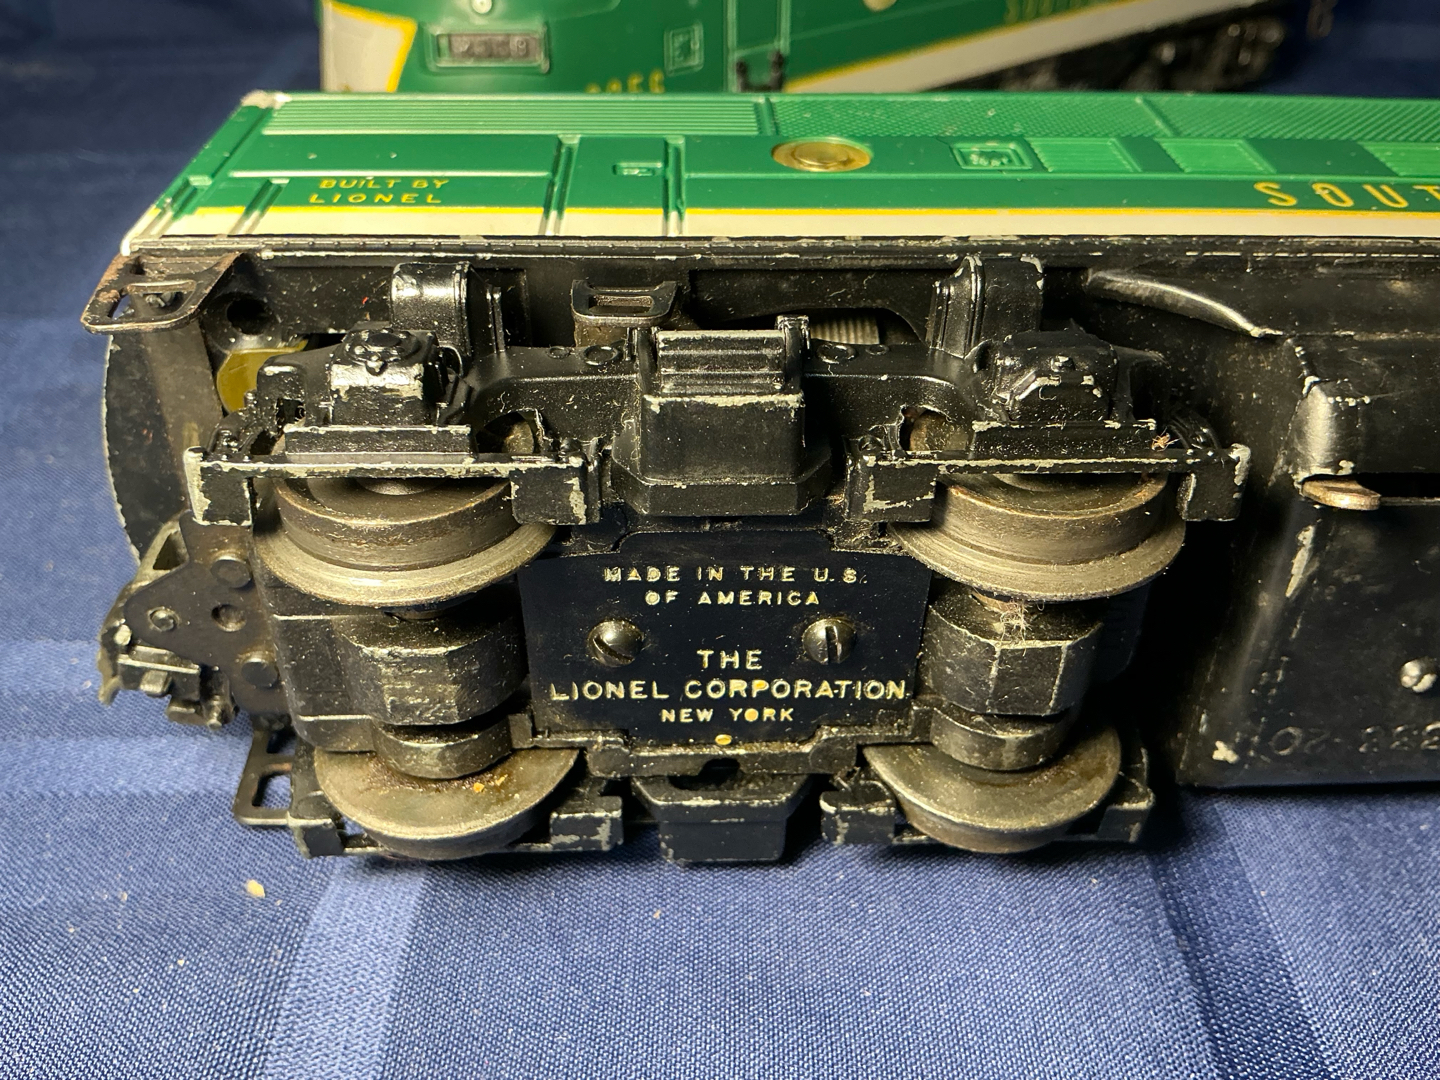 BUILT BY
LIONEL
SOUT
MADE IN THE U.S.
OF AMERICA
THE
LIONEL CORPORATION
NEW YORK